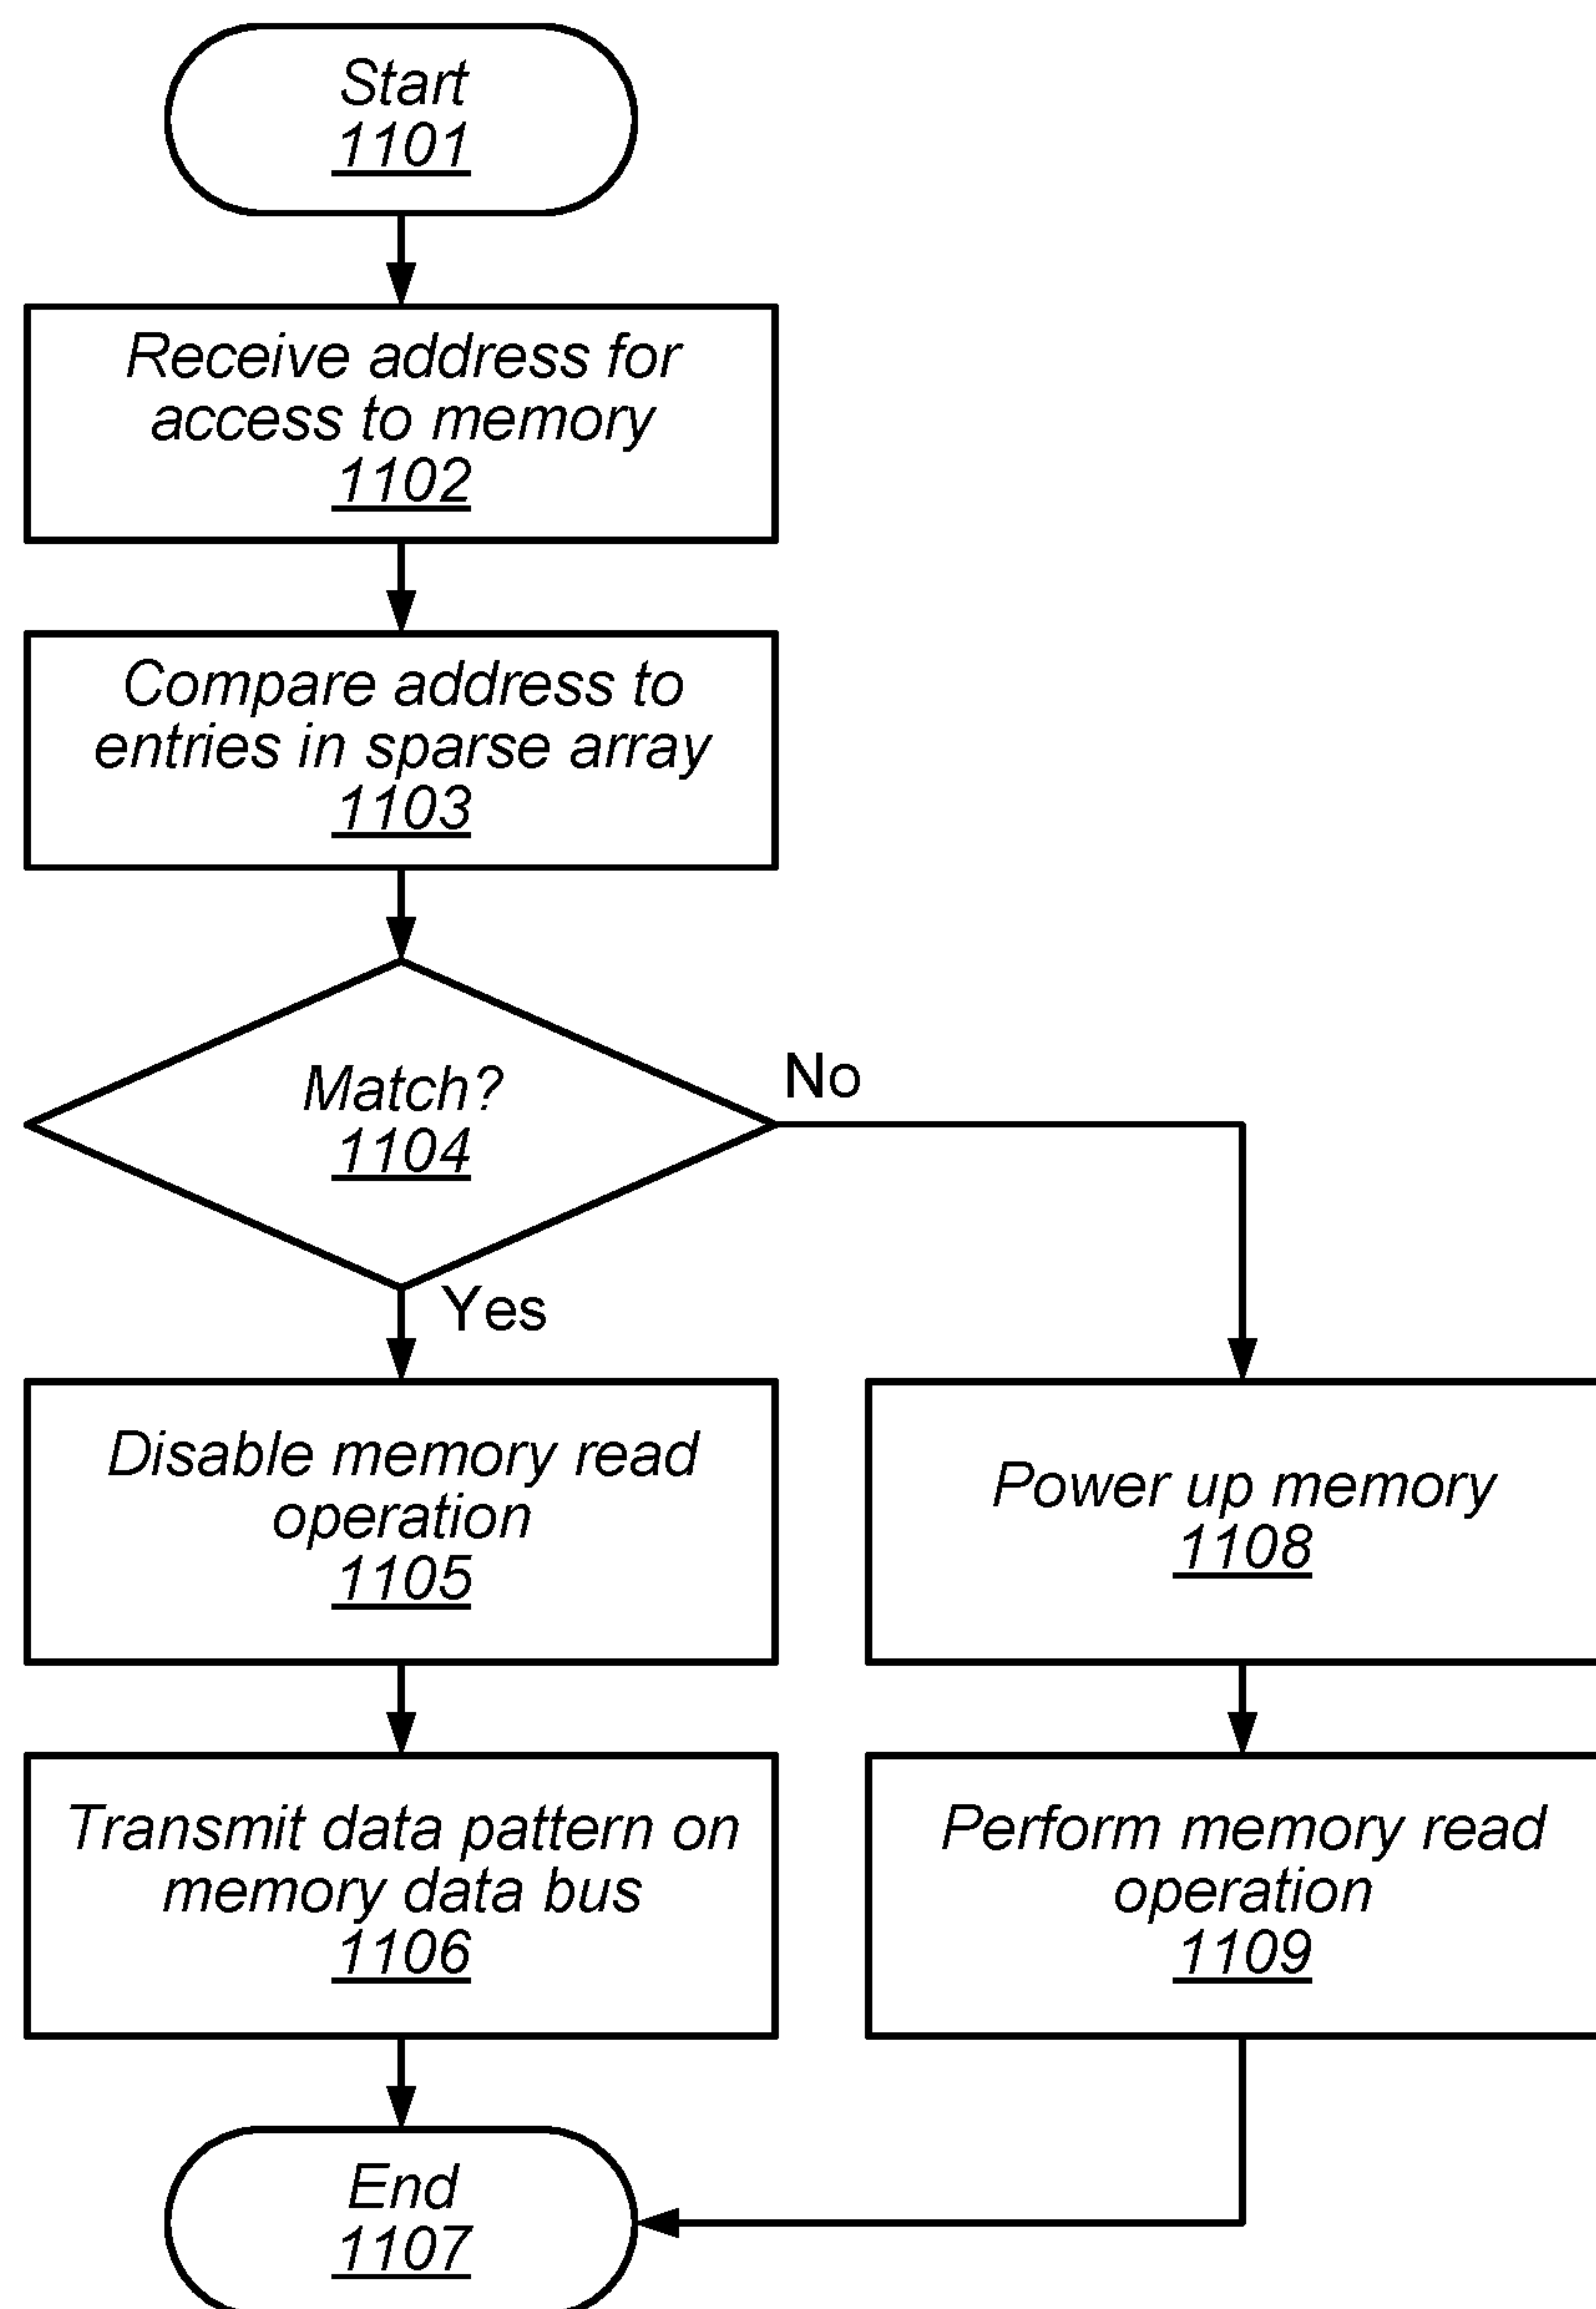 Start
1101
Receive address for
access to memory
1102
Compare address to
entries in sparse array
1103
Match?
1104
No
Yes
Disable memory read
operation
1105
Power up memory
1108
Transmit data pattern on
memory data bus
1106
Perform memory read
operation
1109
End
1107